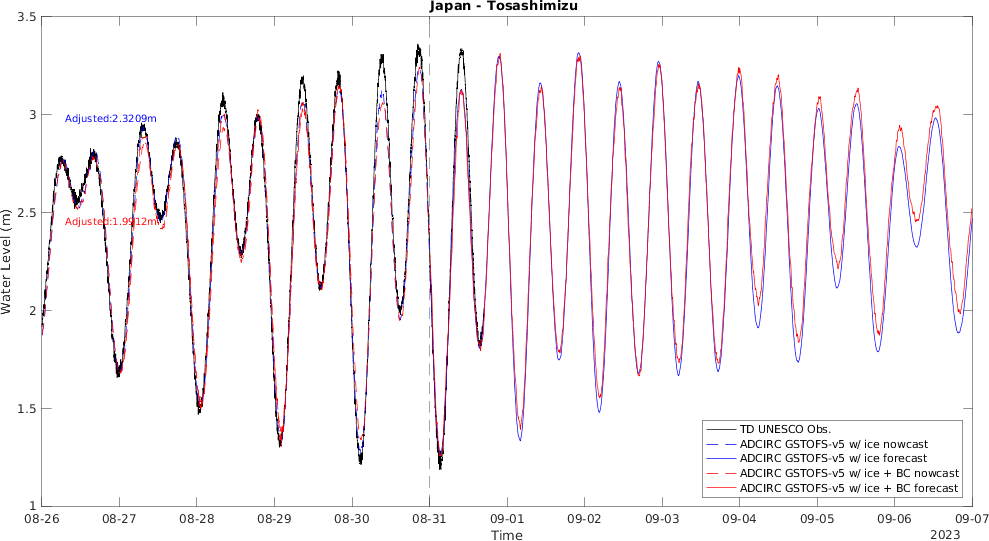 Japan - Tosashimizu
3.5
3
2.5
2
1.5
1
Water Level (m)
Adjusted:2.3209m
Adjusted:1.9912m
TD UNESCO Obs.
ADCIRC GSTOFS-v5 w/ ice nowcast
ADCIRC GSTOFS-v5 w/ ice forecast
ADCIRC GSTOFS-v5 w/ ice + BC nowcast
ADCIRC GSTOFS-v5 w/ ice + BC forecast
08-26 08-27 08-28 08-29 08-30 08-31 09-01 09-02 09-03 09-04 09-05 09-06 09-07
Time
2023